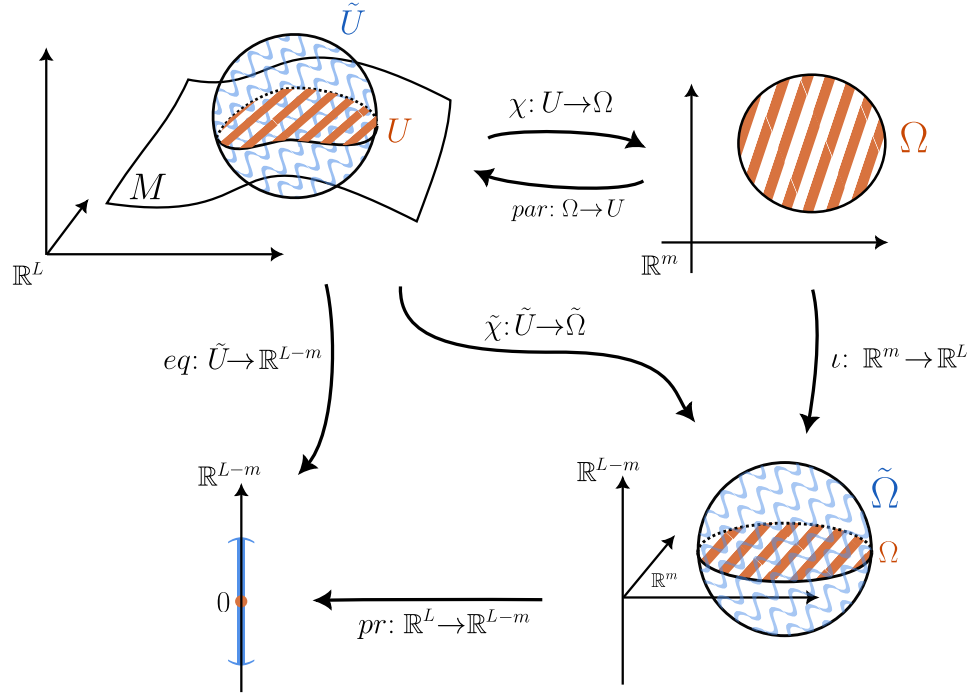 Ũ
χ: U→Ω
U
Ω
M
par: Ω→U
ℝ^L
ℝ^m
χ̃: Ũ→Ω̃
eq: Ũ→ℝ^{L−m}
ι: ℝ^m→ℝ^L
ℝ^{L−m}
ℝ^{L−m}
Ω̃
Ω
ℝ^m
0
pr: ℝ^L→ℝ^{L−m}